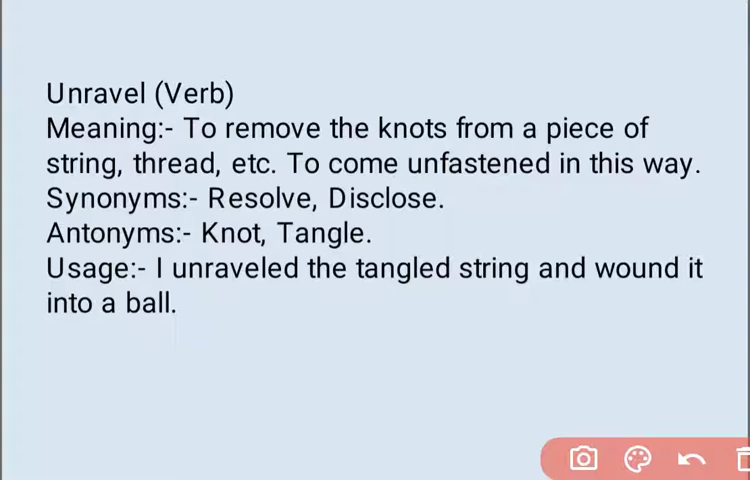 Unravel (Verb)
Meaning:- To remove the knots from a piece of
string, thread, etc. To come unfastened in this way.
Synonyms:- Resolve, Disclose.
Antonyms:- Knot, Tangle.
Usage:- I unraveled the tangled string and wound it
into a ball.